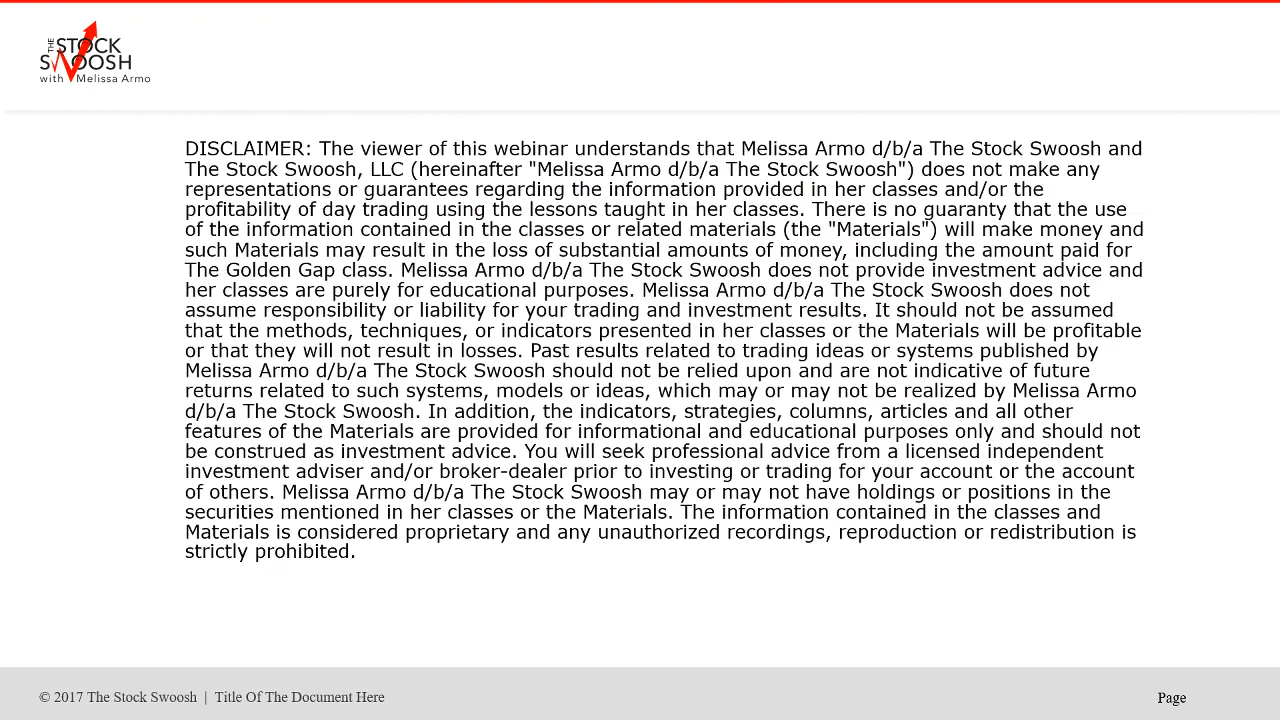 THE STOCK
SWOOSH
with Melissa Armo
DISCLAIMER: The viewer of this webinar understands that Melissa Armo d/b/a The Stock Swoosh and
The Stock Swoosh, LLC (hereinafter "Melissa Armo d/b/a The Stock Swoosh") does not make any
representations or guarantees regarding the information provided in her classes and/or the
profitability of day trading using the lessons taught in her classes. There is no guaranty that the use
of the information contained in the classes or related materials (the "Materials") will make money and
such Materials may result in the loss of substantial amounts of money, including the amount paid for
The Golden Gap class. Melissa Armo d/b/a The Stock Swoosh does not provide investment advice and
her classes are purely for educational purposes. Melissa Armo d/b/a The Stock Swoosh does not
assume responsibility or liability for your trading and investment results. It should not be assumed
that the methods, techniques, or indicators presented in her classes or the Materials will be profitable
or that they will not result in losses. Past results related to trading ideas or systems published by
Melissa Armo d/b/a The Stock Swoosh should not be relied upon and are not indicative of future
returns related to such systems, models or ideas, which may or may not be realized by Melissa Armo
d/b/a The Stock Swoosh. In addition, the indicators, strategies, columns, articles and all other
features of the Materials are provided for informational and educational purposes only and should not
be construed as investment advice. You will seek professional advice from a licensed independent
investment adviser and/or broker-dealer prior to investing or trading for your account or the account
of others. Melissa Armo d/b/a The Stock Swoosh may or may not have holdings or positions in the
securities mentioned in her classes or the Materials. The information contained in the classes and
Materials is considered proprietary and any unauthorized recordings, reproduction or redistribution is
strictly prohibited.
© 2017 The Stock Swoosh | Title Of The Document Here
Page